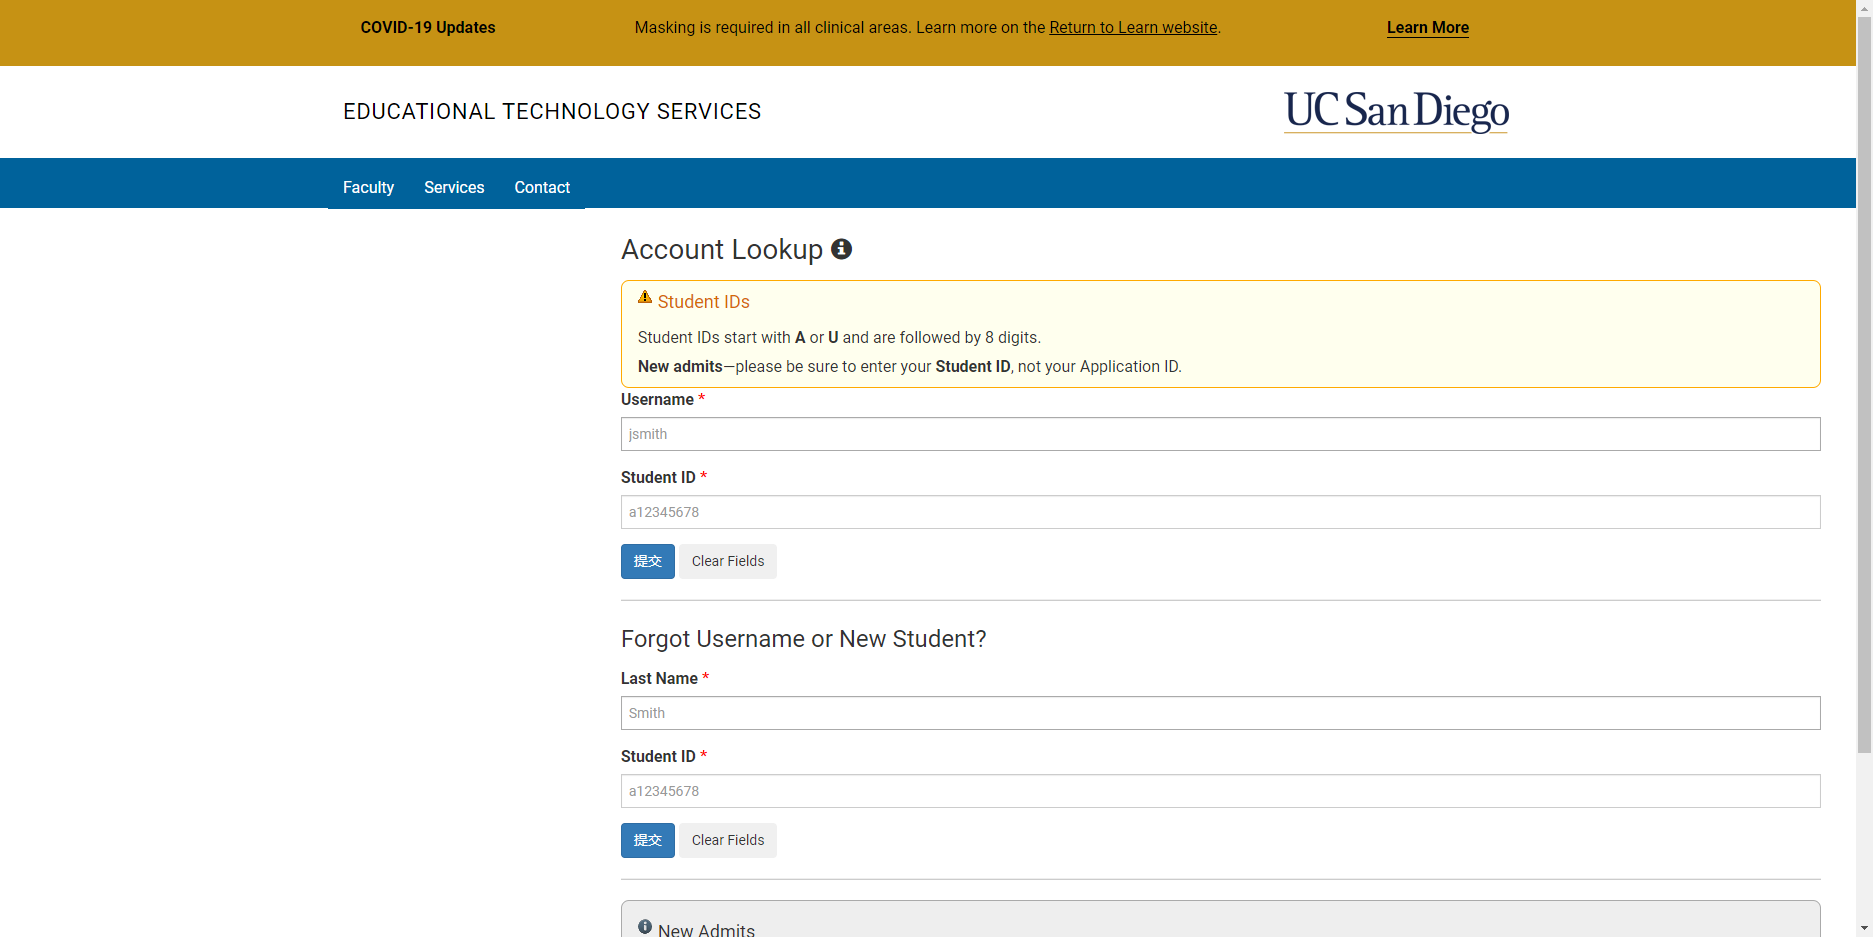 COVID-19 Updates
Masking is required in all clinical areas. Learn more on the Return to Learn website.
Learn More
EDUCATIONAL TECHNOLOGY SERVICES
UC San Diego
Faculty
Services
Contact
Account Lookup
Student IDs
Student IDs start with A or U and are followed by 8 digits.
New admits—please be sure to enter your Student ID, not your Application ID.
Username *
jsmith
Student ID *
a12345678
提交
Clear Fields
Forgot Username or New Student?
Last Name *
Smith
Student ID *
a12345678
提交
Clear Fields
New Admits